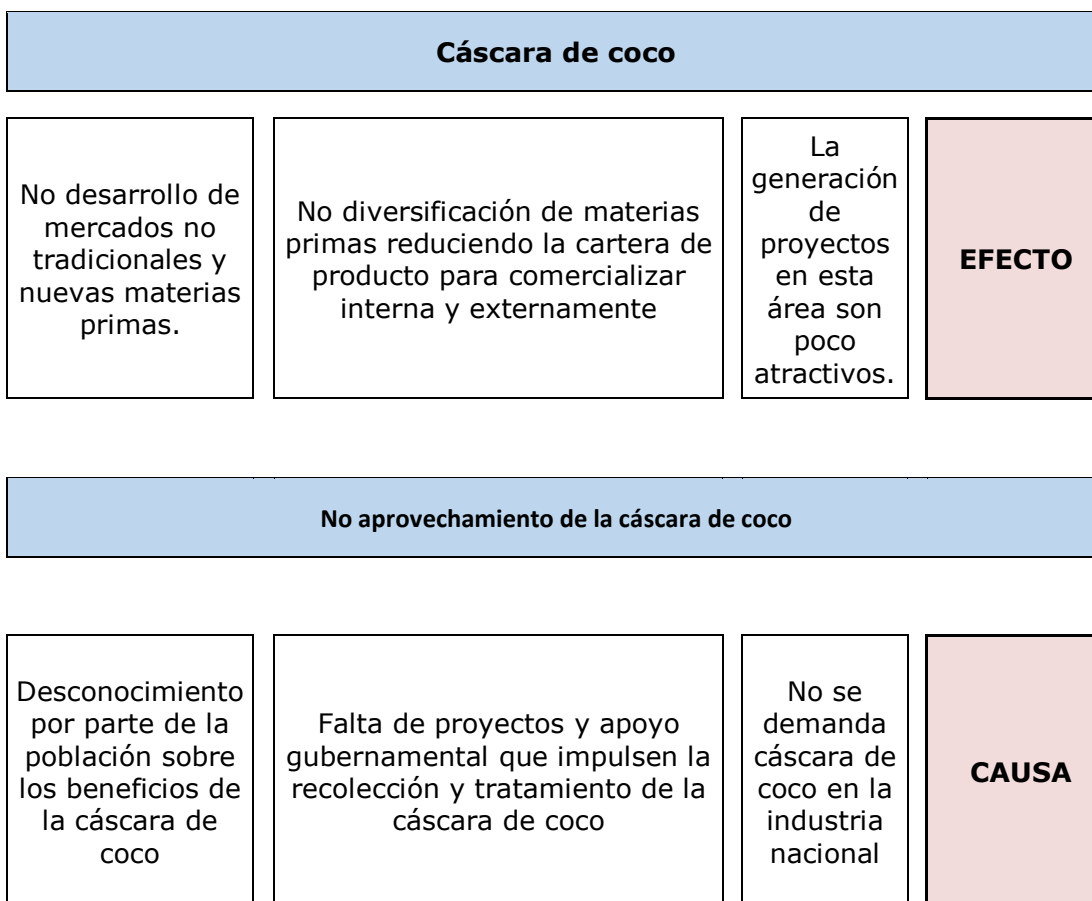 Cáscara de coco
No desarrollo de
mercados no
tradicionales y
nuevas materias
primas.
No diversificación de materias
primas reduciendo la cartera de
producto para comercializar
interna y externamente
La
generación
de
proyectos
en esta
área son
poco
atractivos.
EFECTO
No aprovechamiento de la cáscara de coco
Desconocimiento
por parte de la
población sobre
los beneficios de
la cáscara de
coco
Falta de proyectos y apoyo
gubernamental que impulsen la
recolección y tratamiento de la
cáscara de coco
No se
demanda
cáscara de
coco en la
industria
nacional
CAUSA